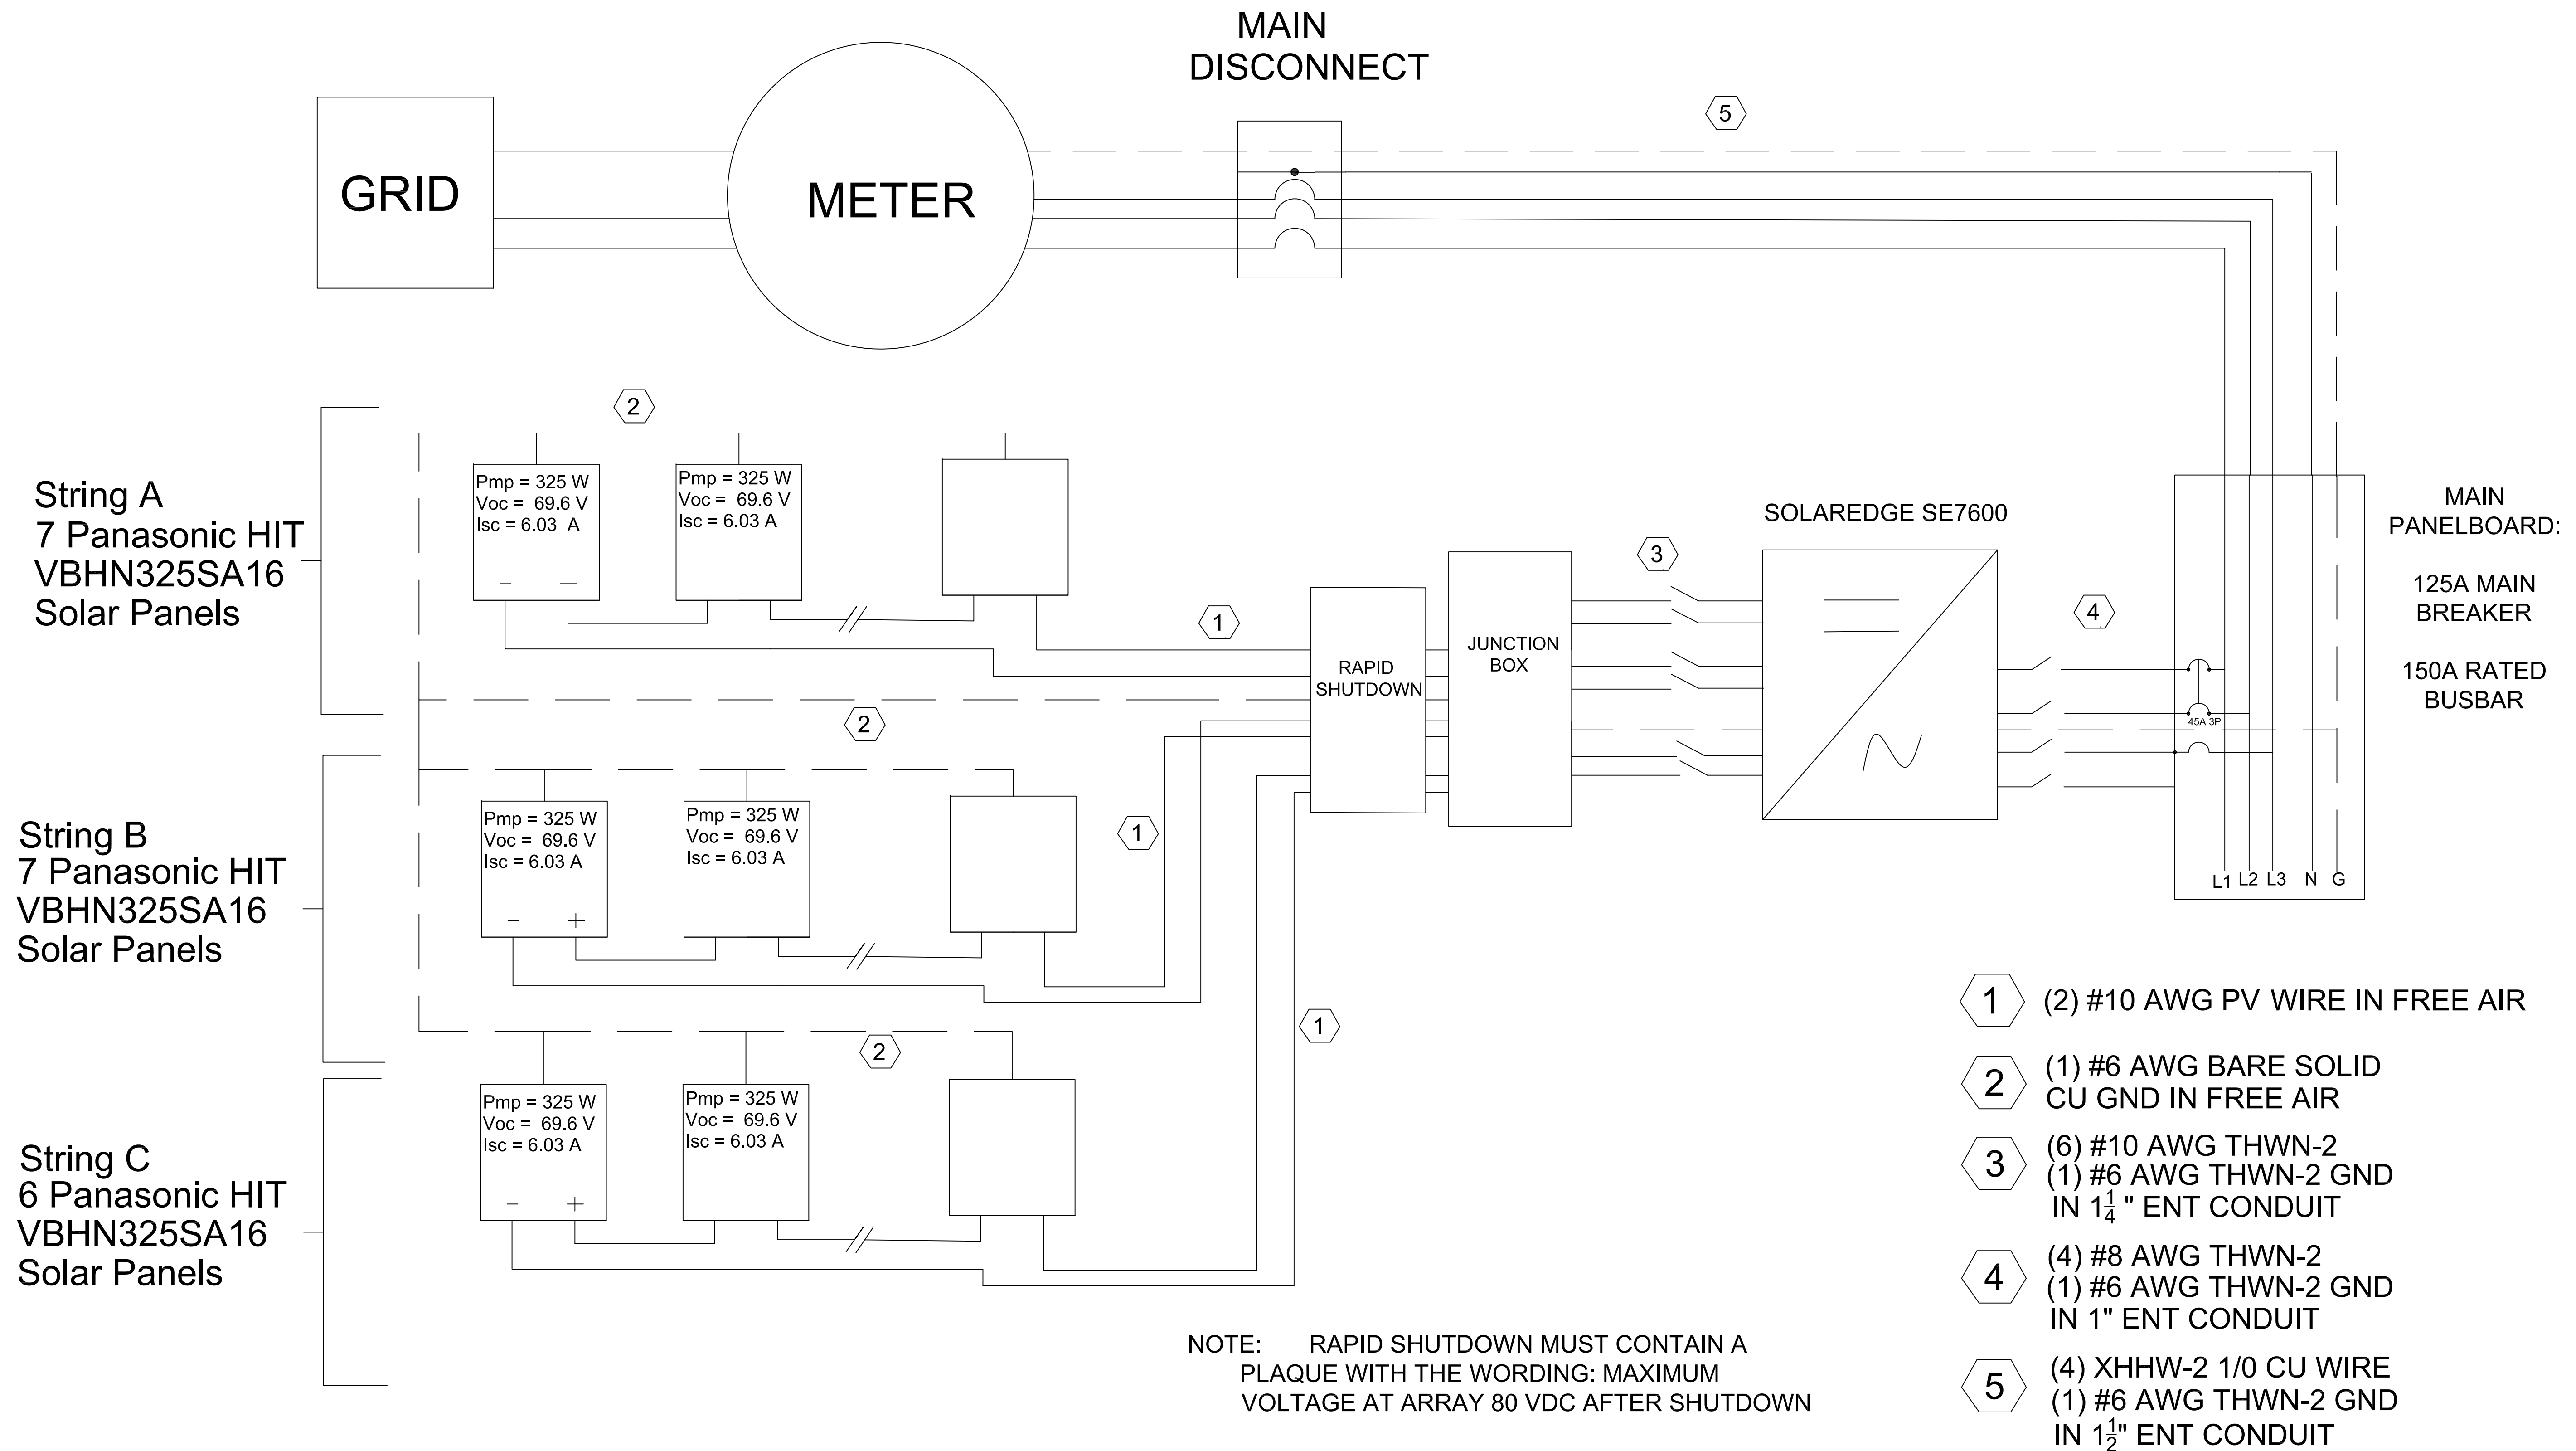 MAIN
DISCONNECT
5
GRID
METER
2
String A
7 Panasonic HIT
VBHN325SA16
Solar Panels
Pmp = 325 W
Voc = 69.6 V
Isc = 6.03 A
− +
Pmp = 325 W
Voc = 69.6 V
Isc = 6.03 A
1
2
RAPID
SHUTDOWN
JUNCTION
BOX
3
SOLAREDGE SE7600
4
45A 3P
L1 L2 L3 N G
MAIN
PANELBOARD:
125A MAIN
BREAKER
150A RATED
BUSBAR
String B
7 Panasonic HIT
VBHN325SA16
Solar Panels
Pmp = 325 W
Voc = 69.6 V
Isc = 6.03 A
− +
Pmp = 325 W
Voc = 69.6 V
Isc = 6.03 A
1
2
String C
6 Panasonic HIT
VBHN325SA16
Solar Panels
Pmp = 325 W
Voc = 69.6 V
Isc = 6.03 A
− +
Pmp = 325 W
Voc = 69.6 V
Isc = 6.03 A
1
NOTE: RAPID SHUTDOWN MUST CONTAIN A
PLAQUE WITH THE WORDING: MAXIMUM
VOLTAGE AT ARRAY 80 VDC AFTER SHUTDOWN
1 (2) #10 AWG PV WIRE IN FREE AIR
2 (1) #6 AWG BARE SOLID
CU GND IN FREE AIR
3 (6) #10 AWG THWN-2
(1) #6 AWG THWN-2 GND
IN 1 1/4 " ENT CONDUIT
4 (4) #8 AWG THWN-2
(1) #6 AWG THWN-2 GND
IN 1" ENT CONDUIT
5 (4) XHHW-2 1/0 CU WIRE
(1) #6 AWG THWN-2 GND
IN 1 1/2" ENT CONDUIT